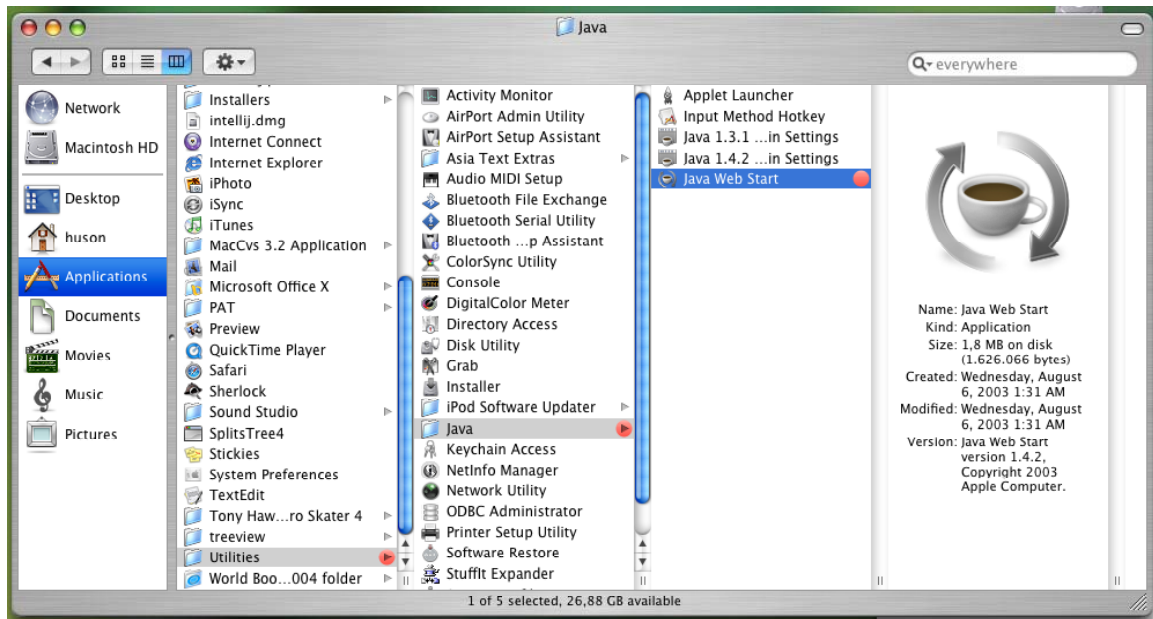 Java
everywhere
Network
Macintosh HD
Desktop
huson
Applications
Documents
Movies
Music
Pictures
Installers
intellij.dmg
Internet Connect
Internet Explorer
iPhoto
iSync
iTunes
MacCvs 3.2 Application
Mail
Microsoft Office X
PAT
Preview
QuickTime Player
Safari
Sherlock
Sound Studio
SplitsTree4
Stickies
System Preferences
TextEdit
Tony Haw...ro Skater 4
treeview
Utilities
World Boo...004 folder
Activity Monitor
AirPort Admin Utility
AirPort Setup Assistant
Asia Text Extras
Audio MIDI Setup
Bluetooth File Exchange
Bluetooth Serial Utility
Bluetooth ...p Assistant
ColorSync Utility
Console
DigitalColor Meter
Directory Access
Disk Utility
Grab
Installer
iPod Software Updater
Java
Keychain Access
NetInfo Manager
Network Utility
ODBC Administrator
Printer Setup Utility
Software Restore
StuffIt Expander
Applet Launcher
Input Method Hotkey
Java 1.3.1 ...in Settings
Java 1.4.2 ...in Settings
Java Web Start
Name: Java Web Start
Kind: Application
Size: 1,8 MB on disk
(1.626.066 bytes)
Created: Wednesday, August
6, 2003 1:31 AM
Modified: Wednesday, August
6, 2003 1:31 AM
Version: Java Web Start
version 1.4.2,
Copyright 2003
Apple Computer.
1 of 5 selected, 26,88 GB available